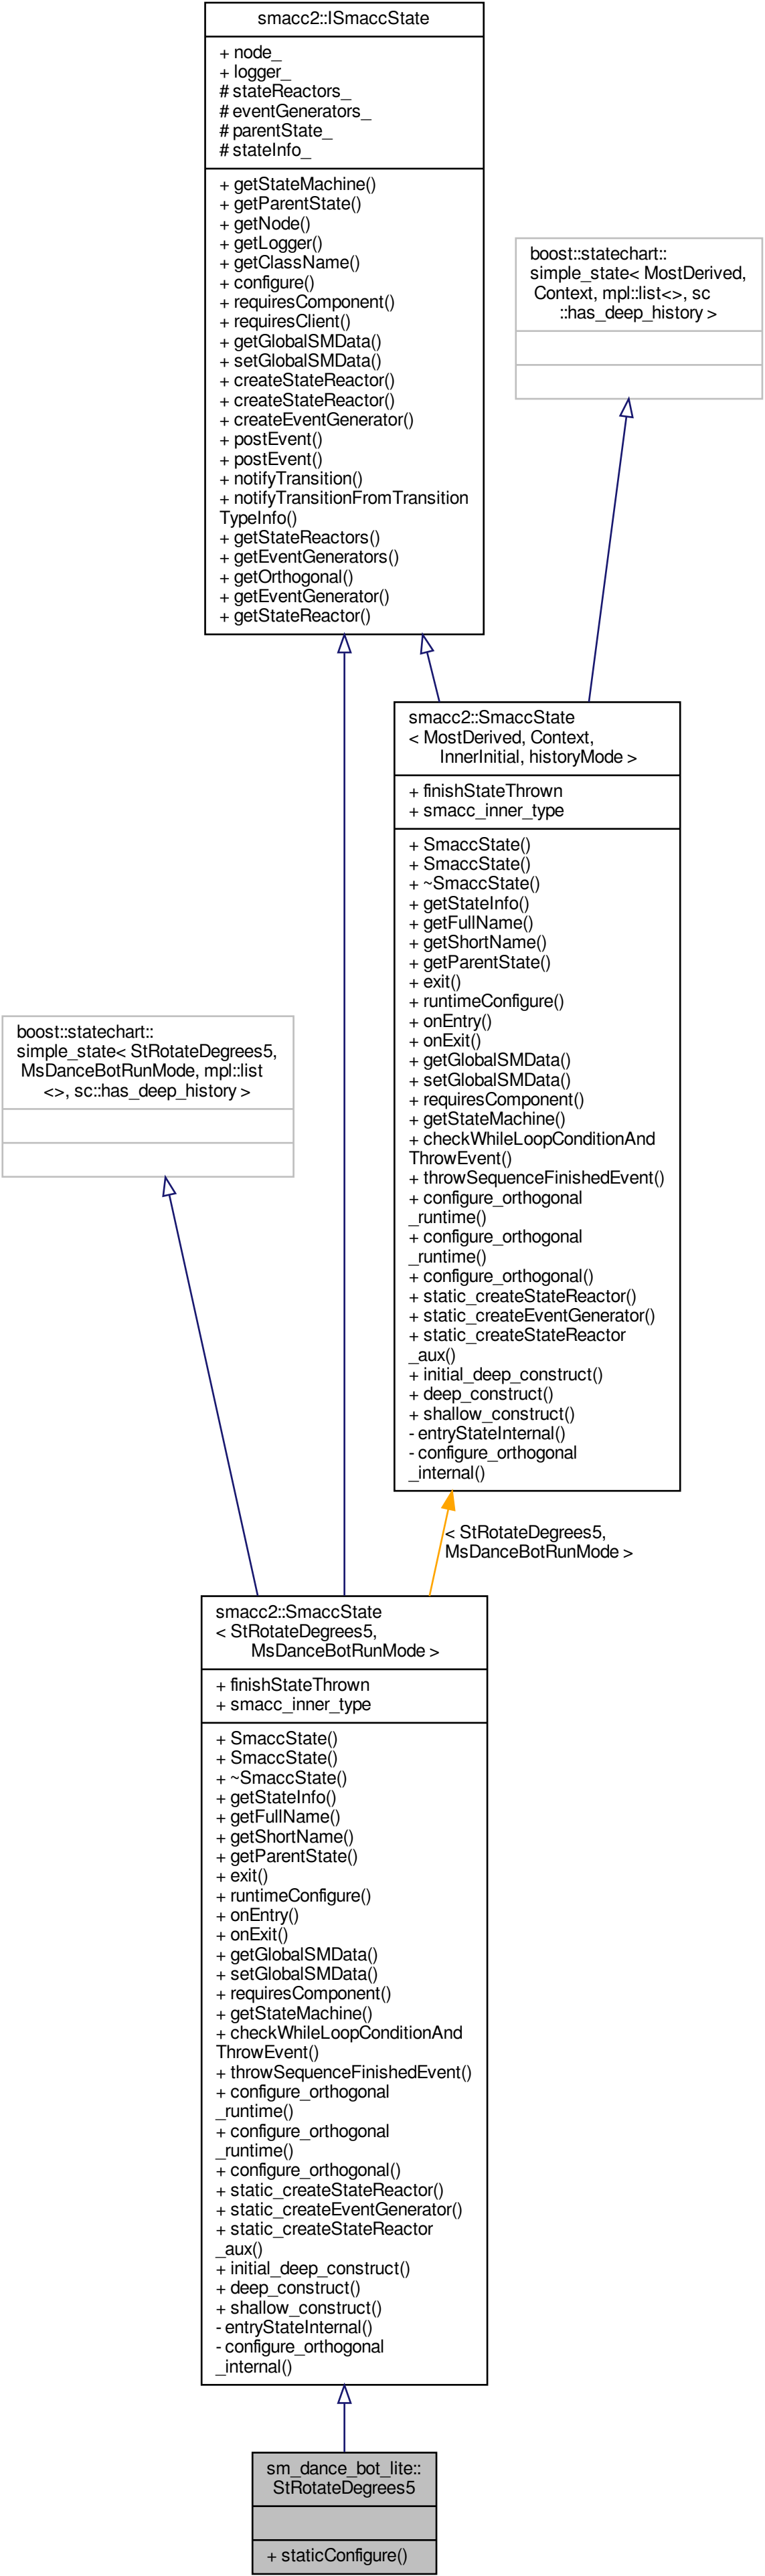 smacc2::ISmaccState
+ node_
+ logger_
# stateReactors_
# eventGenerators_
# parentState_
# stateInfo_
+ getStateMachine()
+ getParentState()
+ getNode()
+ getLogger()
+ getClassName()
+ configure()
+ requiresComponent()
+ requiresClient()
+ getGlobalSMData()
+ setGlobalSMData()
+ createStateReactor()
+ createStateReactor()
+ createEventGenerator()
+ postEvent()
+ postEvent()
+ notifyTransition()
+ notifyTransitionFromTransition
TypeInfo()
+ getStateReactors()
+ getEventGenerators()
+ getOrthogonal()
+ getEventGenerator()
+ getStateReactor()
boost::statechart::
simple_state< MostDerived,
Context, mpl::list<>, sc
::has_deep_history >
smacc2::SmaccState
< MostDerived, Context,
InnerInitial, historyMode >
+ finishStateThrown
+ smacc_inner_type
+ SmaccState()
+ SmaccState()
+ ~SmaccState()
+ getStateInfo()
+ getFullName()
+ getShortName()
+ getParentState()
+ exit()
+ runtimeConfigure()
+ onEntry()
+ onExit()
+ getGlobalSMData()
+ setGlobalSMData()
+ requiresComponent()
+ getStateMachine()
+ checkWhileLoopConditionAnd
ThrowEvent()
+ throwSequenceFinishedEvent()
+ configure_orthogonal
_runtime()
+ configure_orthogonal
_runtime()
+ configure_orthogonal()
+ static_createStateReactor()
+ static_createEventGenerator()
+ static_createStateReactor
_aux()
+ initial_deep_construct()
+ deep_construct()
+ shallow_construct()
- entryStateInternal()
- configure_orthogonal
_internal()
boost::statechart::
simple_state< StRotateDegrees5,
MsDanceBotRunMode, mpl::list
<>, sc::has_deep_history >
< StRotateDegrees5,
MsDanceBotRunMode >
smacc2::SmaccState
< StRotateDegrees5,
MsDanceBotRunMode >
+ finishStateThrown
+ smacc_inner_type
+ SmaccState()
+ SmaccState()
+ ~SmaccState()
+ getStateInfo()
+ getFullName()
+ getShortName()
+ getParentState()
+ exit()
+ runtimeConfigure()
+ onEntry()
+ onExit()
+ getGlobalSMData()
+ setGlobalSMData()
+ requiresComponent()
+ getStateMachine()
+ checkWhileLoopConditionAnd
ThrowEvent()
+ throwSequenceFinishedEvent()
+ configure_orthogonal
_runtime()
+ configure_orthogonal
_runtime()
+ configure_orthogonal()
+ static_createStateReactor()
+ static_createEventGenerator()
+ static_createStateReactor
_aux()
+ initial_deep_construct()
+ deep_construct()
+ shallow_construct()
- entryStateInternal()
- configure_orthogonal
_internal()
sm_dance_bot_lite::
StRotateDegrees5
+ staticConfigure()